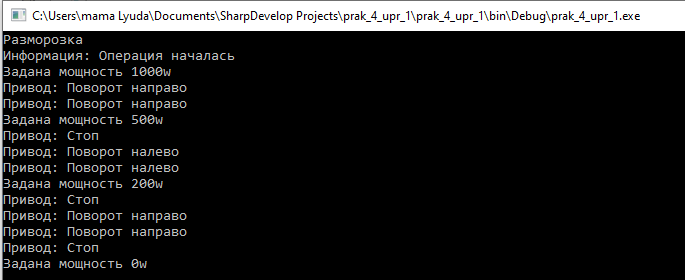 C:\Users\mama Lyuda\Documents\SharpDevelop Projects\prak_4_upr_1\prak_4_upr_1\bin\Debug\prak_4_upr_1.exe
Разморозка
Информация: Операция началась
Задана мощность 1000w
Привод: Поворот направо
Привод: Поворот направо
Задана мощность 500w
Привод: Стоп
Привод: Поворот налево
Привод: Поворот налево
Задана мощность 200w
Привод: Стоп
Привод: Поворот направо
Привод: Поворот направо
Привод: Стоп
Задана мощность 0w